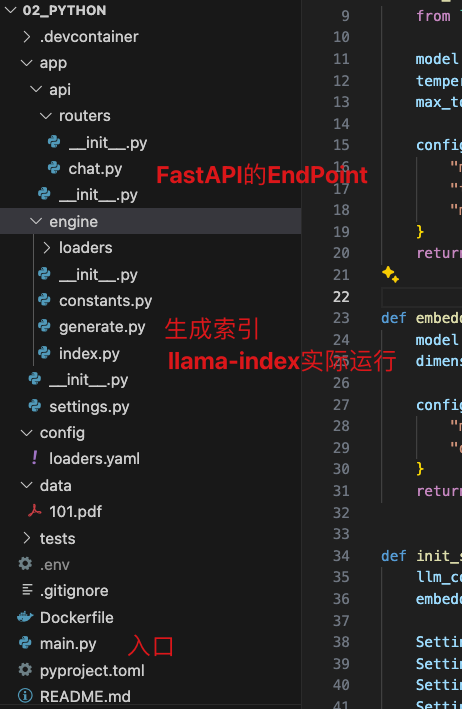 02_PYTHON
.devcontainer
app
api
routers
__init__.py
chat.py
FastAPI的EndPoint
__init__.py
engine
loaders
__init__.py
constants.py
generate.py
生成索引
index.py
llama-index实际运行
__init__.py
settings.py
config
loaders.yaml
data
101.pdf
tests
.env
.gitignore
Dockerfile
main.py
入口
pyproject.toml
README.md
9 from
10
11 model
12 temper
13 max_to
14
15 config
16
17
18
19 }
20 return
21
22
23 def embedd
24 model
25 dimens
26
27 config
28 "m
29 "d
30 }
31 return
32
33
34 def init_s
35 llm_co
36 embedd
37
38 Settin
39 Settin
40 Settin
41 Settin